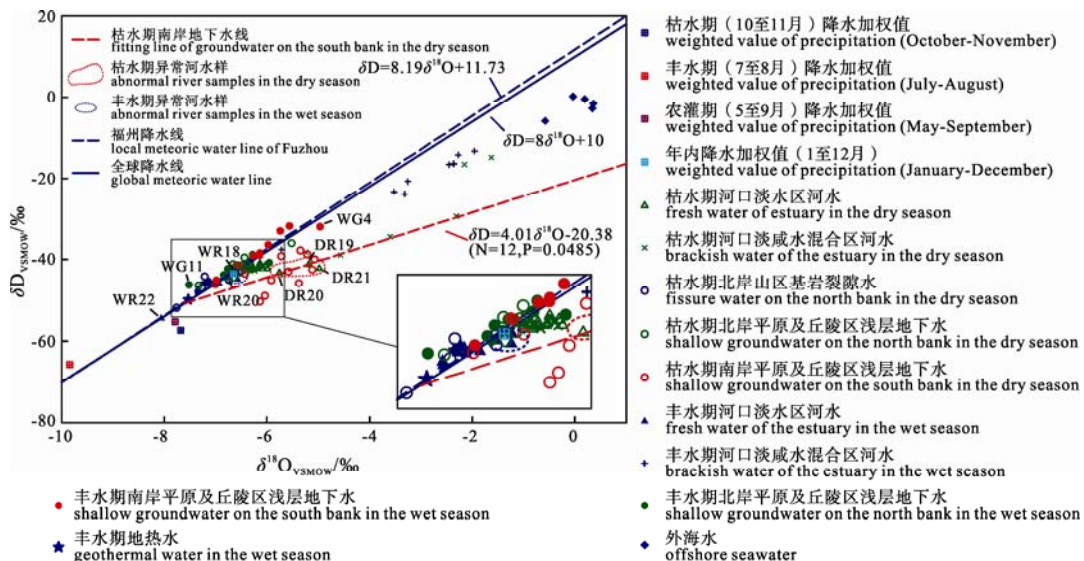 20
0
-20
-40
-60
-80
-10
-8
-6
-4
-2
0
δD_VSMOW/‰
δ¹⁸O_VSMOW/‰
枯水期南岸地下水线
fitting line of groundwater on the south bank in the dry season
枯水期异常河水样
abnormal river samples in the dry season
丰水期异常河水样
abnormal river samples in the wet season
福州降水线
local meteoric water line of Fuzhou
全球降水线
global meteoric water line
δD=8.19δ¹⁸O+11.73
δD=8δ¹⁸O+10
δD=4.01δ¹⁸O-20.38
(N=12,P=0.0485)
WG4
WR18
DR19
WG11
DR21
WR20
DR20
WR22
枯水期（10至11月）降水加权值
weighted value of precipitation (October-November)
丰水期（7至8月）降水加权值
weighted value of precipitation (July-August)
农灌期（5至9月）降水加权值
weighted value of precipitation (May-September)
年内降水加权值（1至12月）
weighted value of precipitation (January-December)
枯水期河口淡水区河水
fresh water of estuary in the dry season
枯水期河口淡咸水混合区河水
brackish water of the estuary in the dry season
枯水期北岸山区基岩裂隙水
fissure water on the north bank in the dry season
枯水期北岸平原及丘陵区浅层地下水
shallow groundwater on the north bank in the dry season
枯水期南岸平原及丘陵区浅层地下水
shallow groundwater on the south bank in the dry season
丰水期河口淡水区河水
fresh water of the estuary in the wet season
丰水期河口淡咸水混合区河水
brackish water of the estuary in the wet season
丰水期南岸平原及丘陵区浅层地下水
shallow groundwater on the south bank in the wet season
丰水期北岸平原及丘陵区浅层地下水
shallow groundwater on the north bank in the wet season
丰水期地热水
geothermal water in the wet season
外海水
offshore seawater